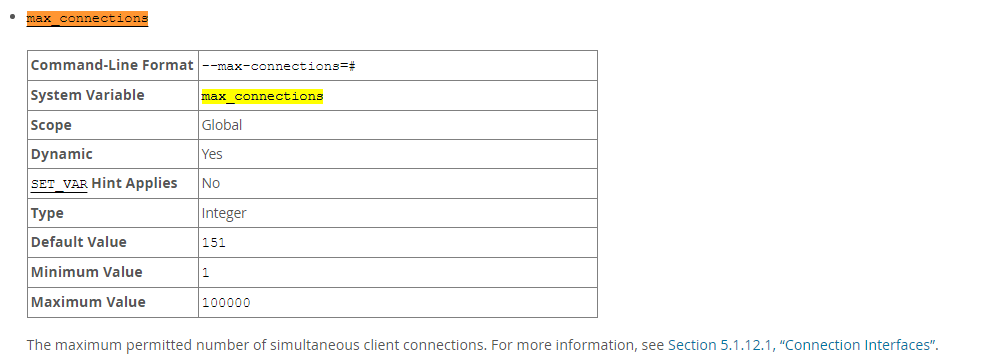 max_connections
Command-Line Format --max-connections=#
System Variable max_connections
Scope Global
Dynamic Yes
SET_VAR Hint Applies No
Type Integer
Default Value 151
Minimum Value 1
Maximum Value 100000
The maximum permitted number of simultaneous client connections. For more information, see Section 5.1.12.1, “Connection Interfaces”.